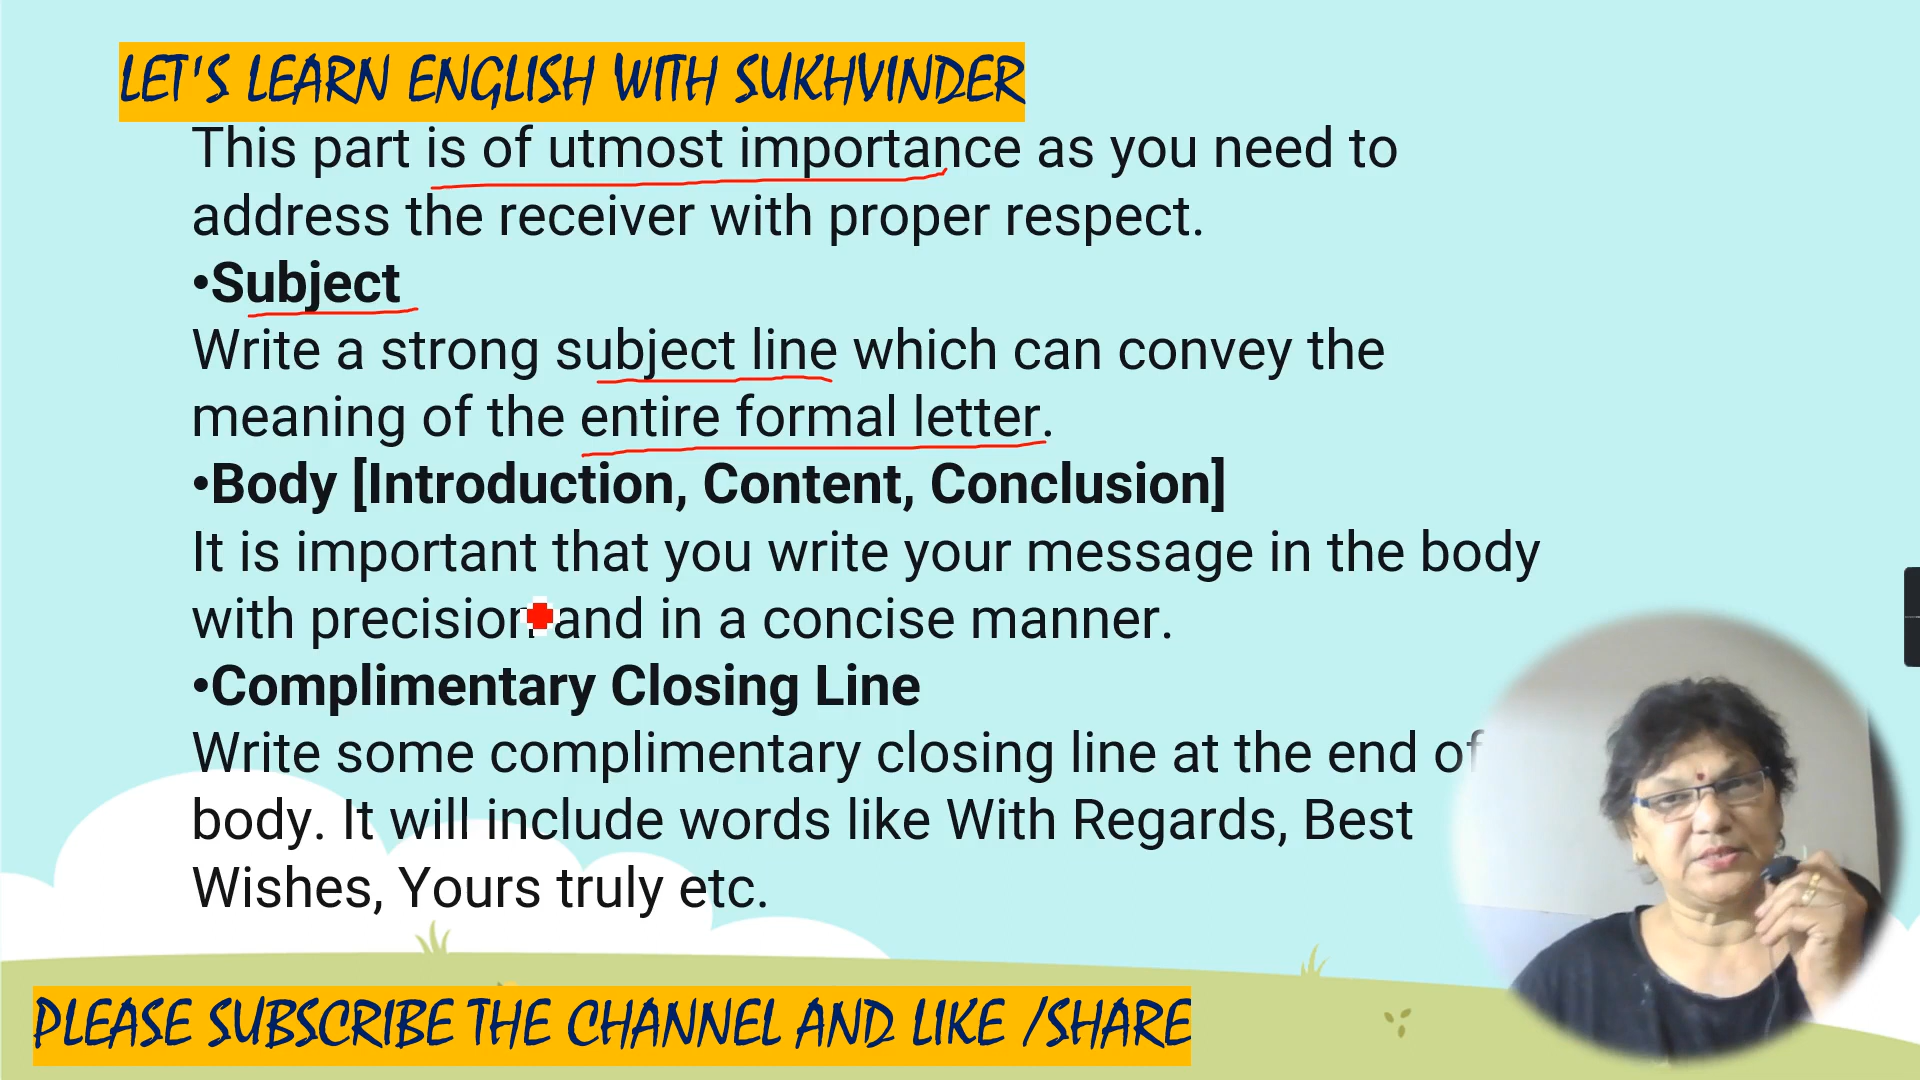 LET'S LEARN ENGLISH WITH SUKHVINDER
This part is of utmost importance as you need to
address the receiver with proper respect.
•Subject
Write a strong subject line which can convey the
meaning of the entire formal letter.
•Body [Introduction, Content, Conclusion]
It is important that you write your message in the body
with precision and in a concise manner.
•Complimentary Closing Line
Write some complimentary closing line at the end of
body. It will include words like With Regards, Best
Wishes, Yours truly etc.
PLEASE SUBSCRIBE THE CHANNEL AND LIKE /SHARE